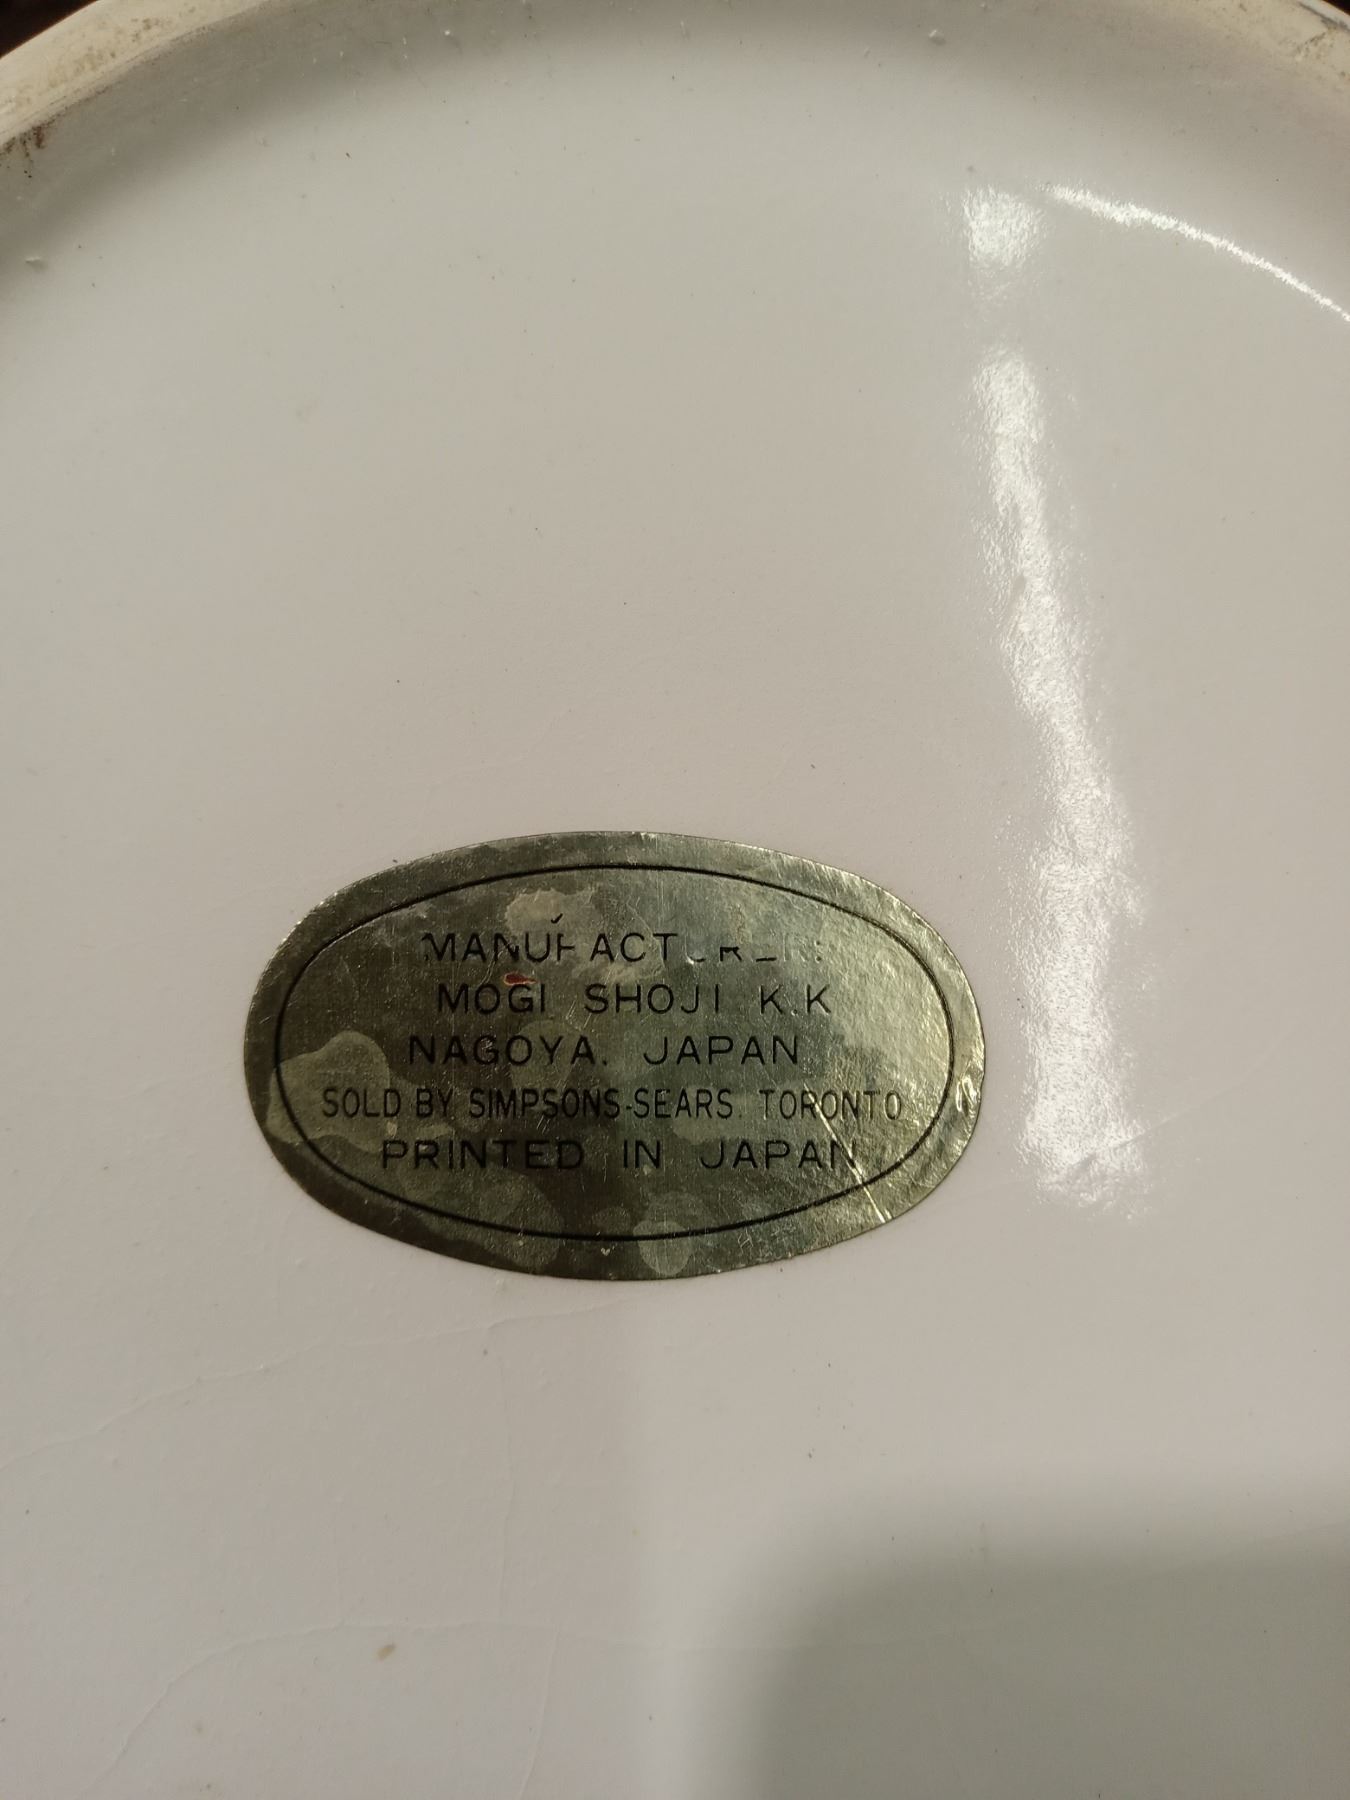 MANUFACTURER:
MOGI SHOJI K.K
NAGOYA. JAPAN
SOLD BY SIMPSONS-SEARS. TORONTO
PRINTED IN JAPAN